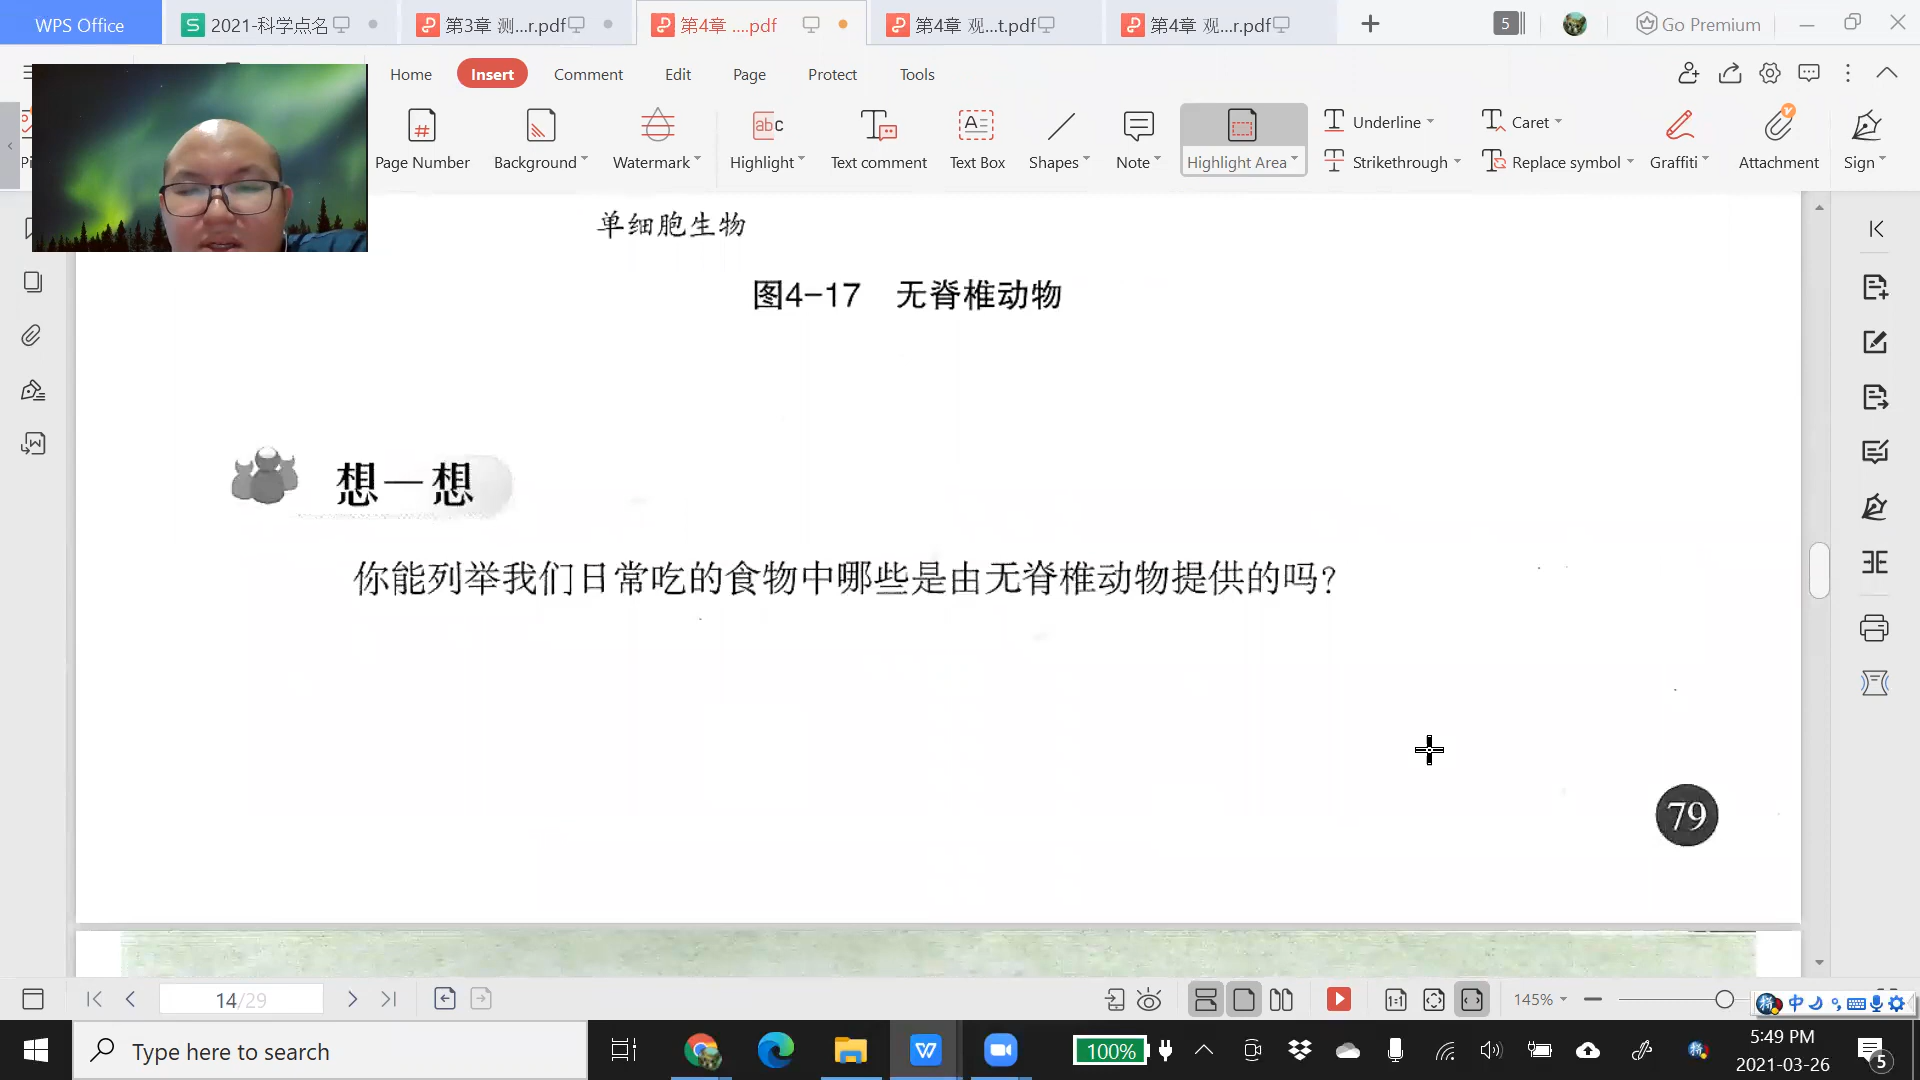 WPS Office
2021-科学点名
第3章 测...r.pdf
第4章 ....pdf
第4章 观...t.pdf
第4章 观...r.pdf
5
Go Premium
Home
Insert
Comment
Edit
Page
Protect
Tools
Page Number
Background
Watermark
Highlight
Text comment
Text Box
Shapes
Note
Highlight Area
Underline
Strikethrough
Caret
Replace symbol
Graffiti
Attachment
Sign
单细胞生物
图4-17 无脊椎动物
想一想
你能列举我们日常吃的食物中哪些是由无脊椎动物提供的吗?
79
14/29
145%
中
Type here to search
100%
5:49 PM
2021-03-26
5